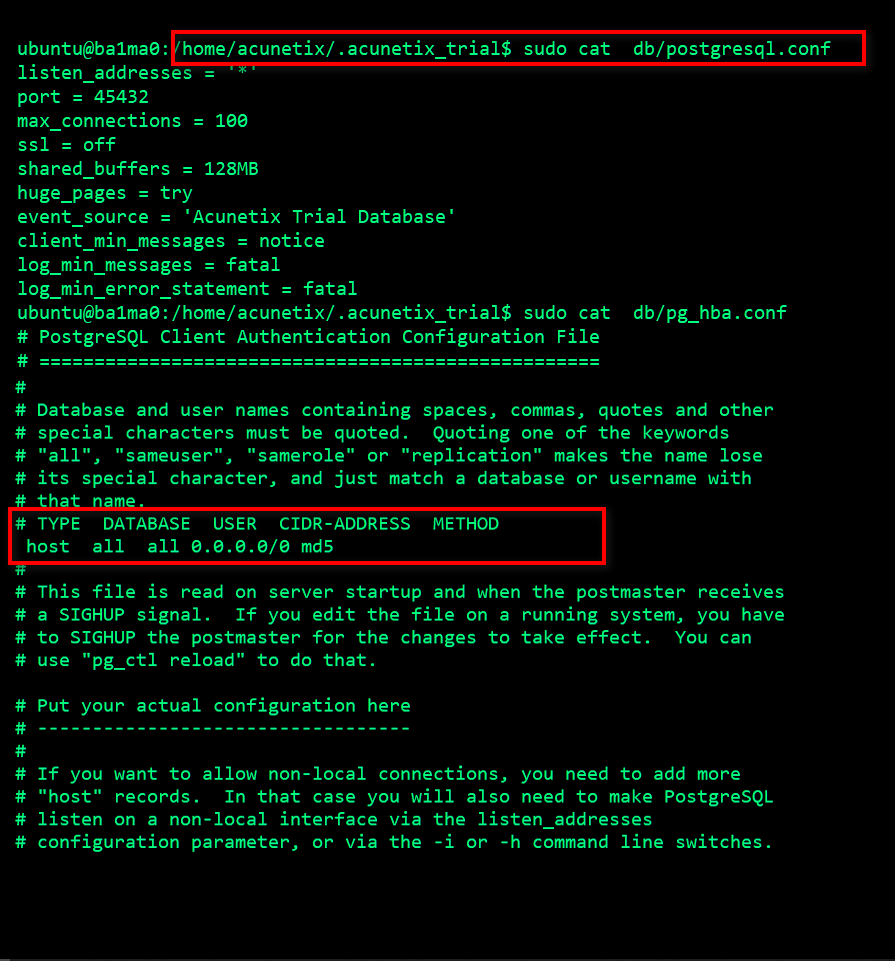 ubuntu@ba1ma0:/home/acunetix/.acunetix_trial$ sudo cat  db/postgresql.conf
listen_addresses = '*'
port = 45432
max_connections = 100
ssl = off
shared_buffers = 128MB
huge_pages = try
event_source = 'Acunetix Trial Database'
client_min_messages = notice
log_min_messages = fatal
log_min_error_statement = fatal
ubuntu@ba1ma0:/home/acunetix/.acunetix_trial$ sudo cat  db/pg_hba.conf
# PostgreSQL Client Authentication Configuration File
# ===================================================
#
# Database and user names containing spaces, commas, quotes and other
# special characters must be quoted.  Quoting one of the keywords
# "all", "sameuser", "samerole" or "replication" makes the name lose
# its special character, and just match a database or username with
# that name.
# TYPE  DATABASE  USER  CIDR-ADDRESS  METHOD
 host  all  all 0.0.0.0/0 md5
#
# This file is read on server startup and when the postmaster receives
# a SIGHUP signal.  If you edit the file on a running system, you have
# to SIGHUP the postmaster for the changes to take effect.  You can
# use "pg_ctl reload" to do that.

# Put your actual configuration here
# ----------------------------------
#
# If you want to allow non-local connections, you need to add more
# "host" records.  In that case you will also need to make PostgreSQL
# listen on a non-local interface via the listen_addresses
# configuration parameter, or via the -i or -h command line switches.